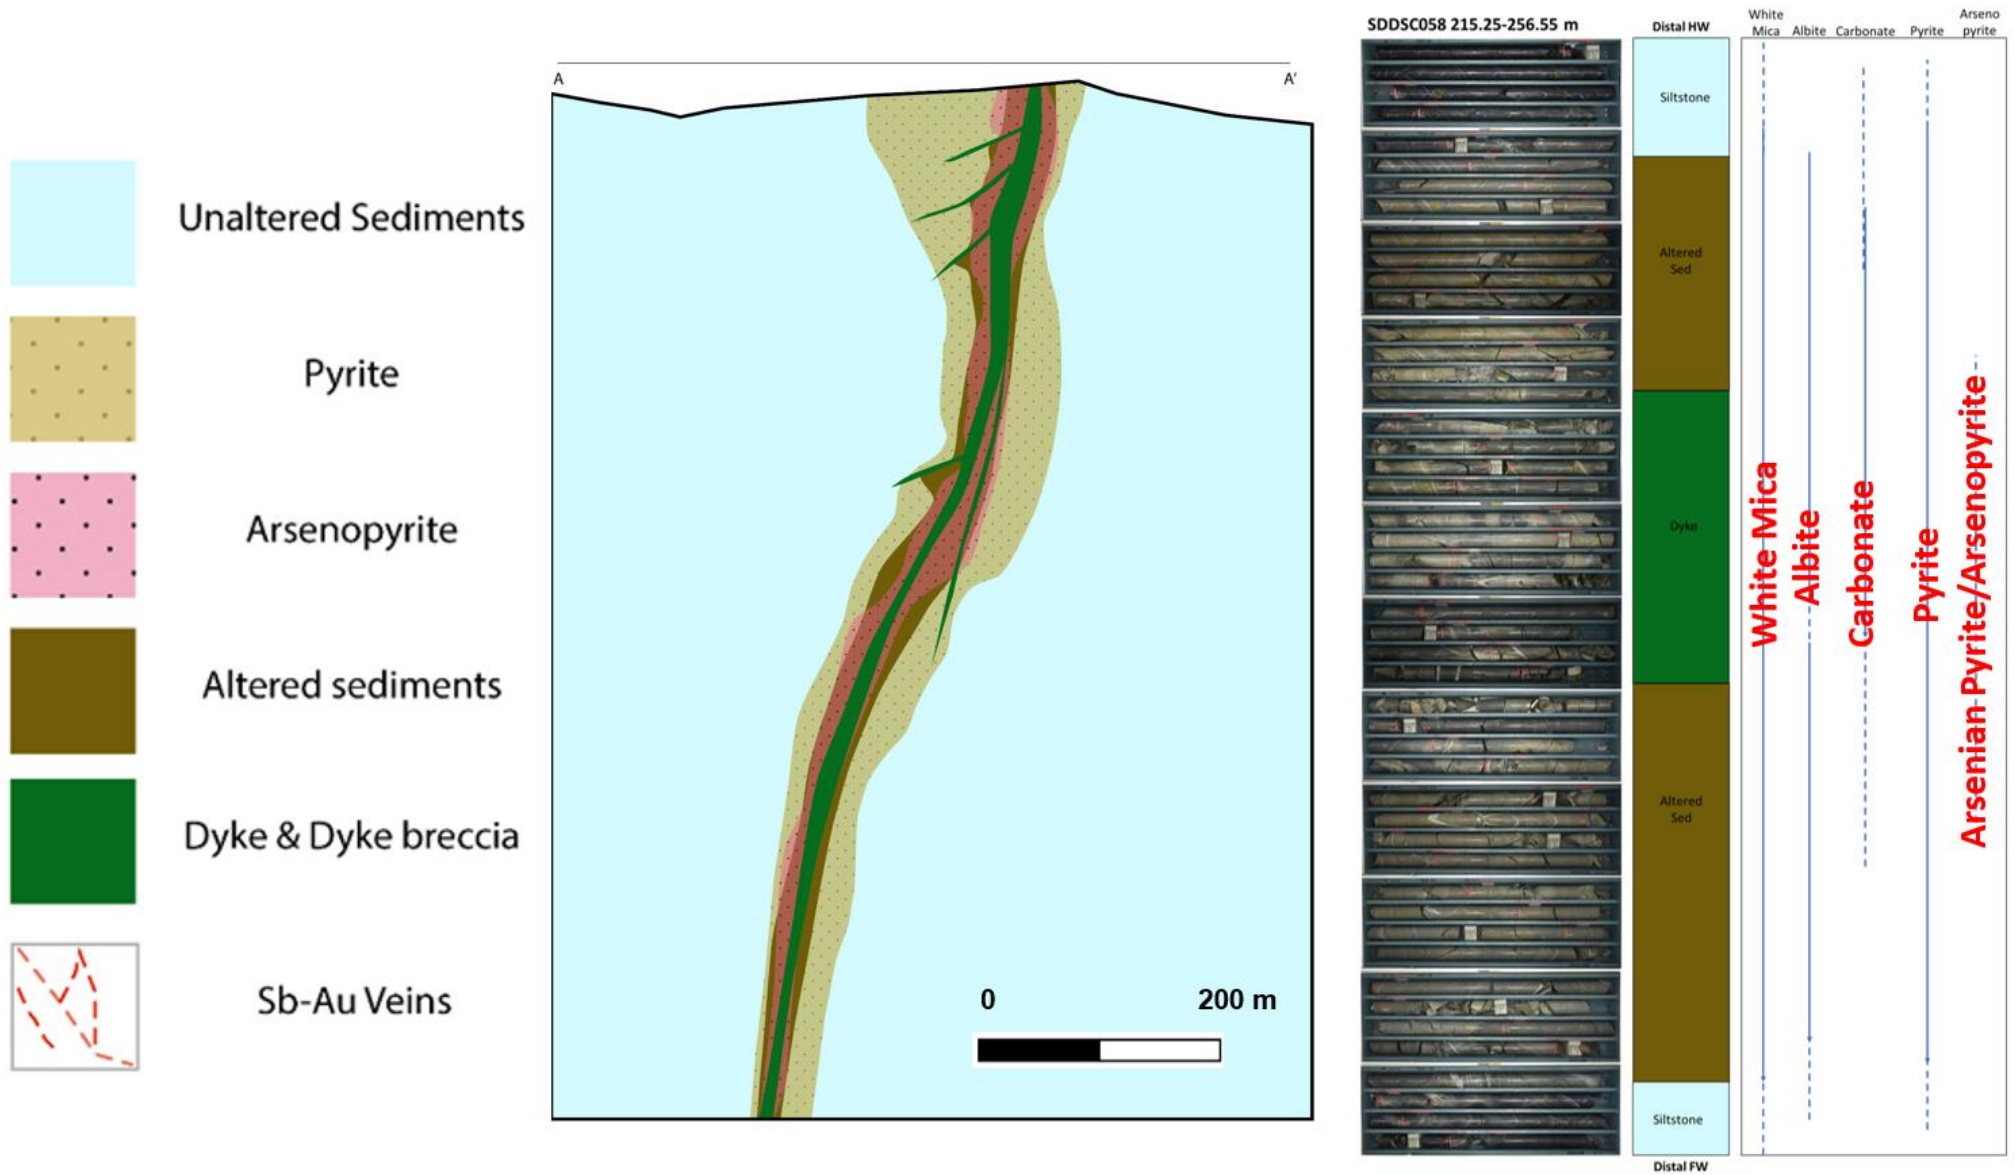 Unaltered Sediments
Pyrite
Arsenopyrite
Altered sediments
Dyke & Dyke breccia
Sb-Au Veins
A
A'
0
200 m
SDDSC058 215.25-256.55 m
Distal HW
Siltstone
Altered
Sed
Dyke
Altered
Sed
Siltstone
Distal FW
White
Mica
Albite
Carbonate
Pyrite
Arseno
pyrite
White Mica
Albite
Carbonate
Pyrite
Arsenian Pyrite/Arsenopyrite